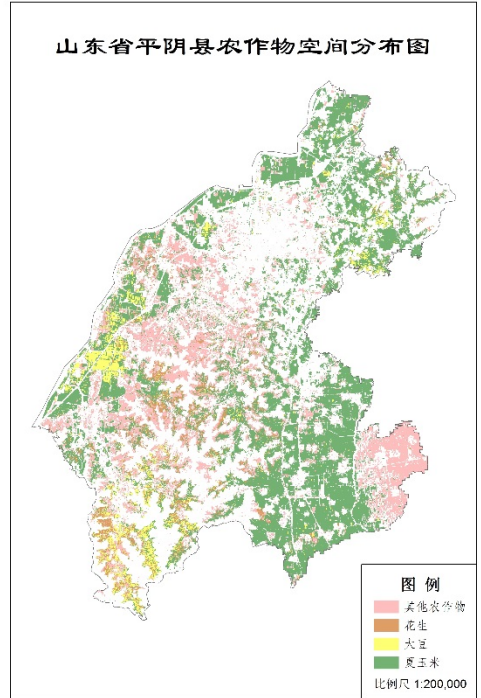 山东省平阴县农作物空间分布图
图例
其他农作物
花生
大豆
夏玉米
比例尺 1:200,000